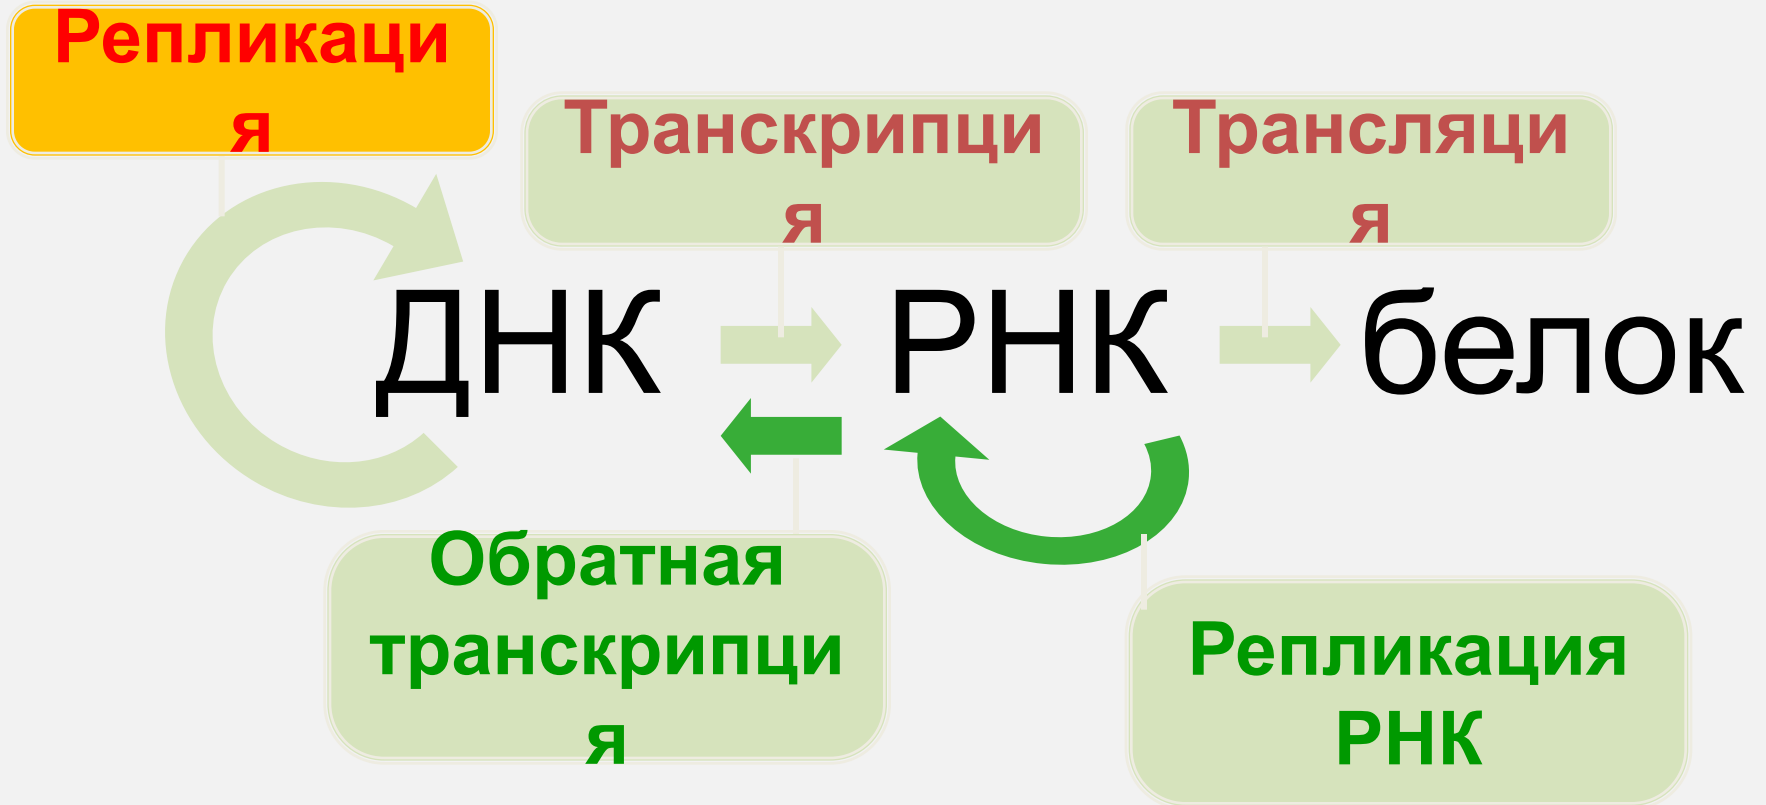 Репликаци
я
Транскрипци
я
Трансляци
я
ДНК РНК белок
Обратная
транскрипци
я
Репликация
РНК